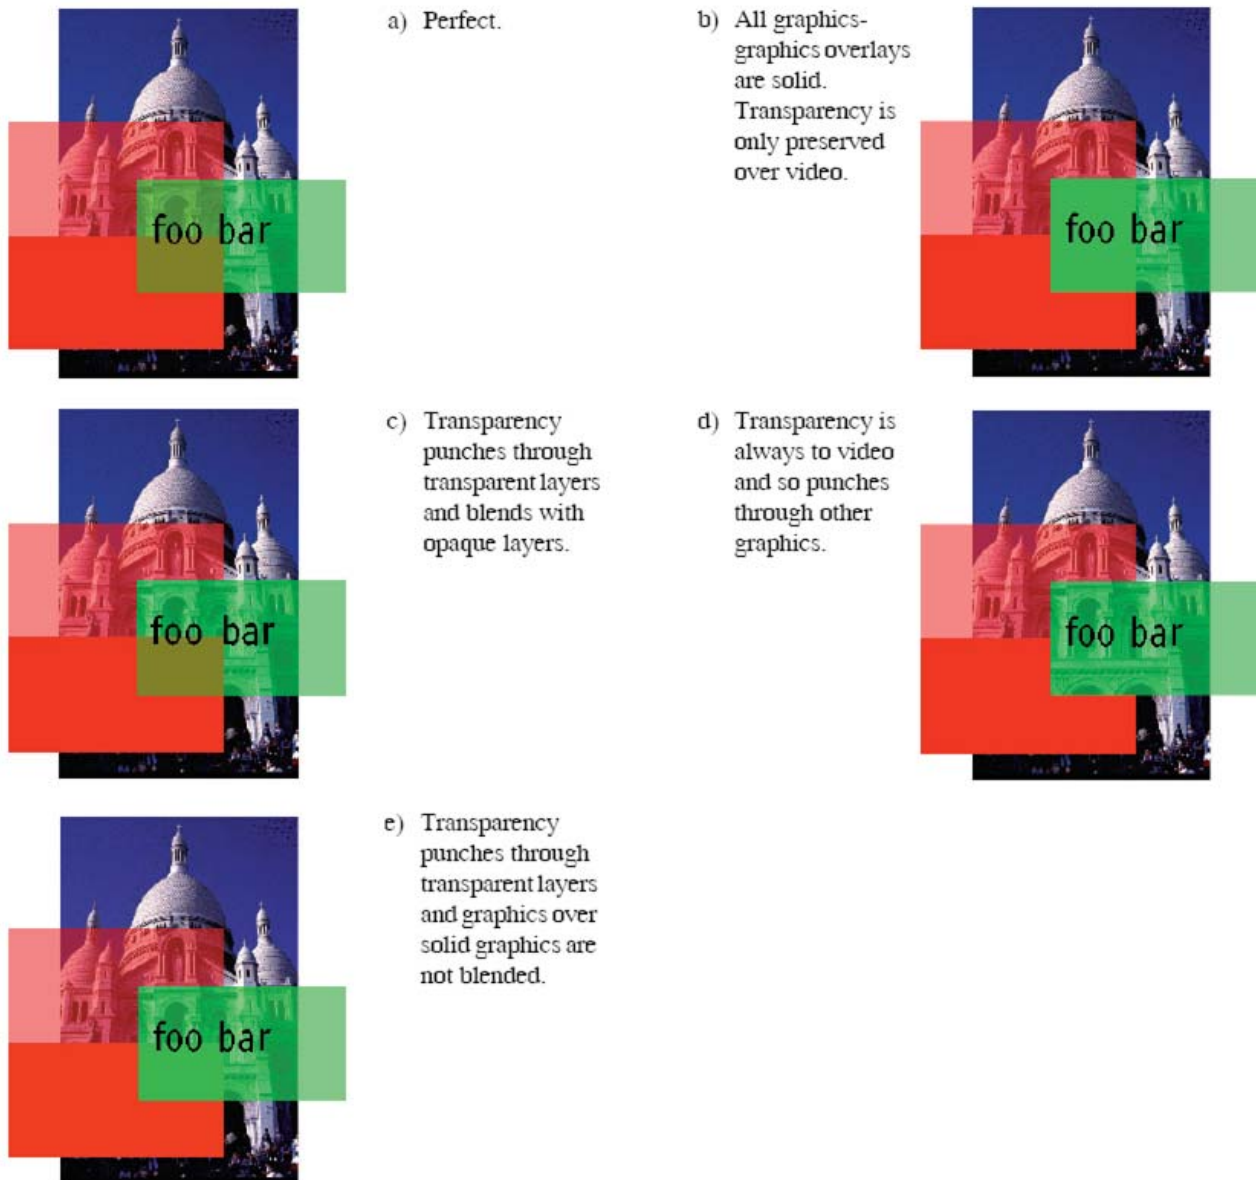 a) Perfect.
b) All graphics-
graphics overlays
are solid.
Transparency is
only preserved
over video.
foo bar
foo bar
c) Transparency
punches through
transparent layers
and blends with
opaque layers.
d) Transparency is
always to video
and so punches
through other
graphics.
foo bar
foo bar
e) Transparency
punches through
transparent layers
and graphics over
solid graphics are
not blended.
foo bar